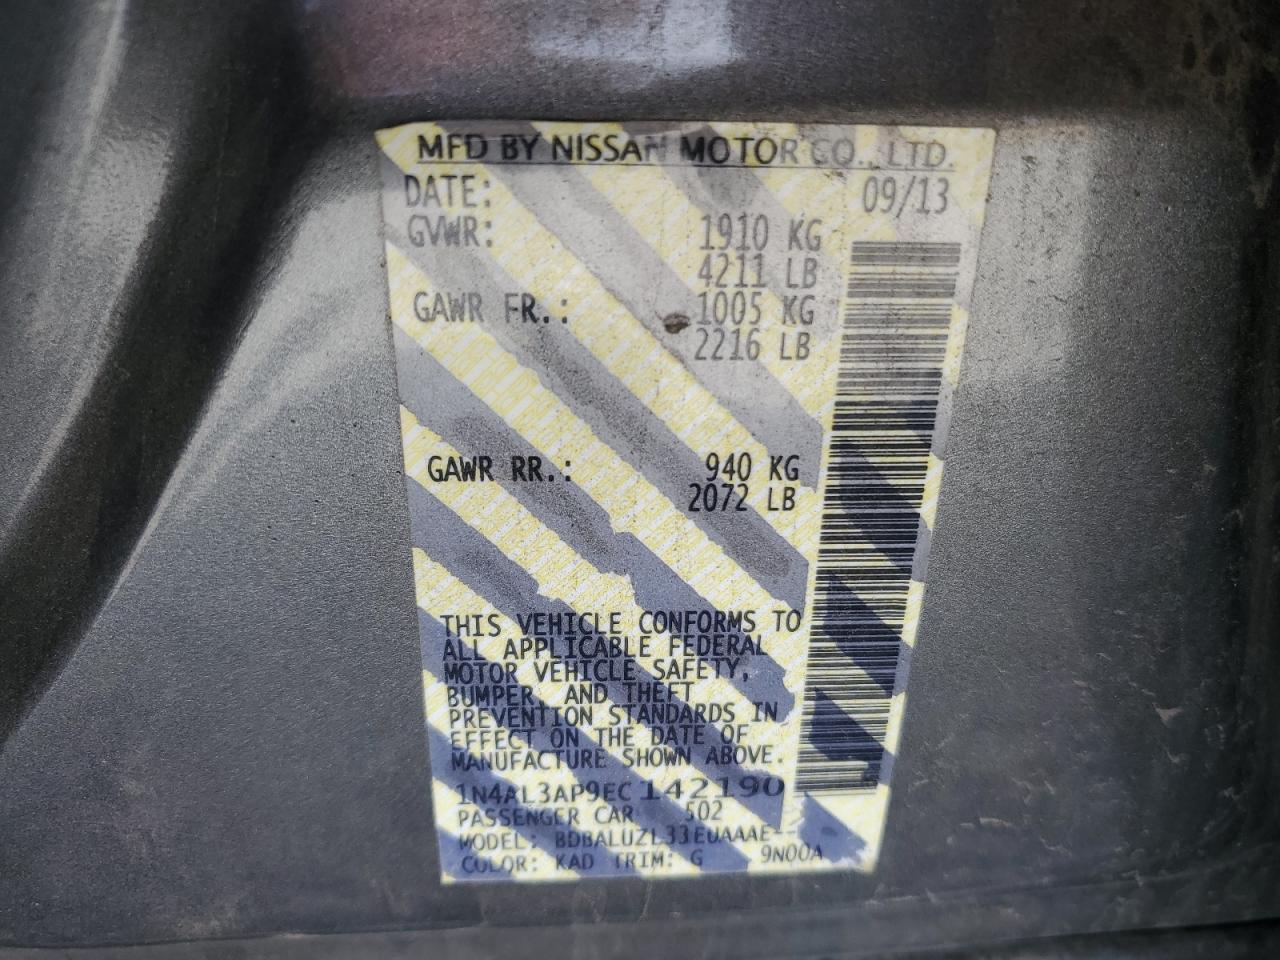 MFD BY NISSAN MOTOR CO., LTD.
DATE: 09/13
GVWR: 1910 KG
4211 LB
GAWR FR.: 1005 KG
2216 LB
GAWR RR.: 940 KG
2072 LB
THIS VEHICLE CONFORMS TO
ALL APPLICABLE FEDERAL
MOTOR VEHICLE SAFETY,
BUMPER, AND THEFT
PREVENTION STANDARDS IN
EFFECT ON THE DATE OF
MANUFACTURE SHOWN ABOVE.
1N4AL3AP9EC142190
PASSENGER CAR 502
MODEL: BDBALUZL33EUAAAE--
COLOR: KAD TRIM: G 9N00A